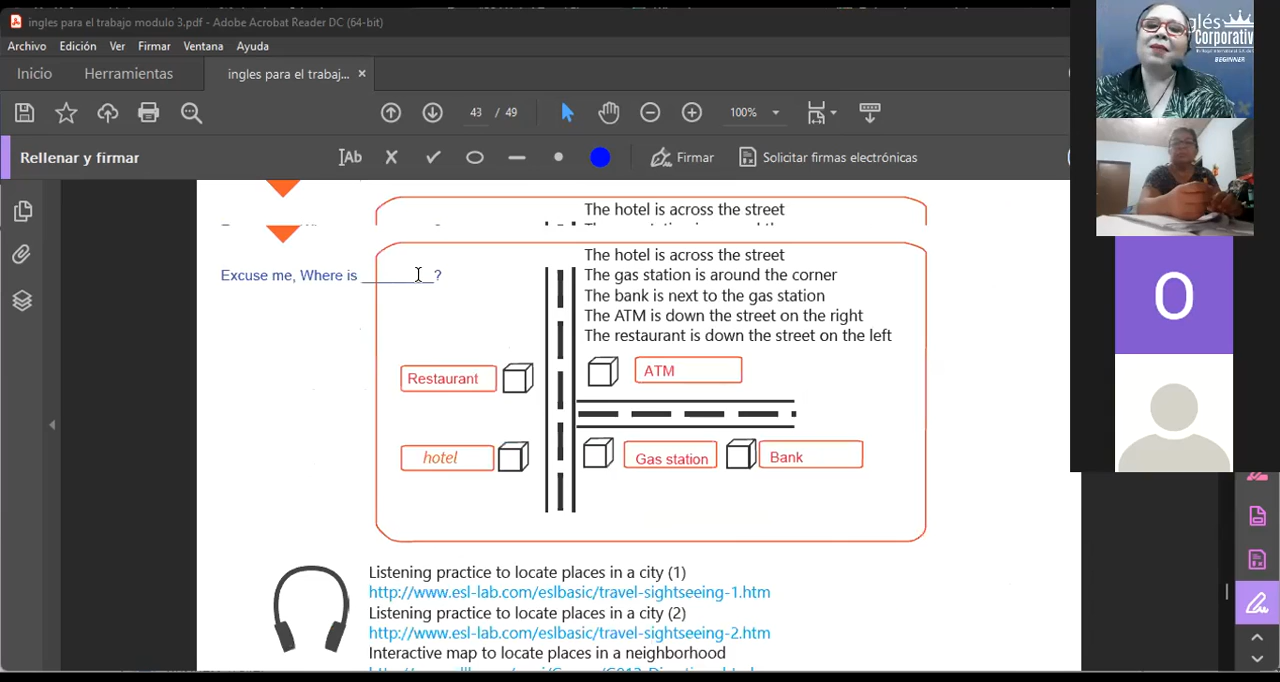 ingles para el trabajo modulo 3.pdf - Adobe Acrobat Reader DC (64-bit)
Archivo Edición Ver Firmar Ventana Ayuda
Inicio Herramientas ingles para el trabaj... ×
43 / 49 100%
Rellenar y firmar Ab Firmar Solicitar firmas electrónicas
The hotel is across the street
The hotel is across the street
Excuse me, Where is _________?
The gas station is around the corner
The bank is next to the gas station
The ATM is down the street on the right
The restaurant is down the street on the left
Restaurant
ATM
hotel
Gas station
Bank
Listening practice to locate places in a city (1)
http://www.esl-lab.com/eslbasic/travel-sightseeing-1.htm
Listening practice to locate places in a city (2)
http://www.esl-lab.com/eslbasic/travel-sightseeing-2.htm
Interactive map to locate places in a neighborhood
glés
Corporativ
BEGINNER
O